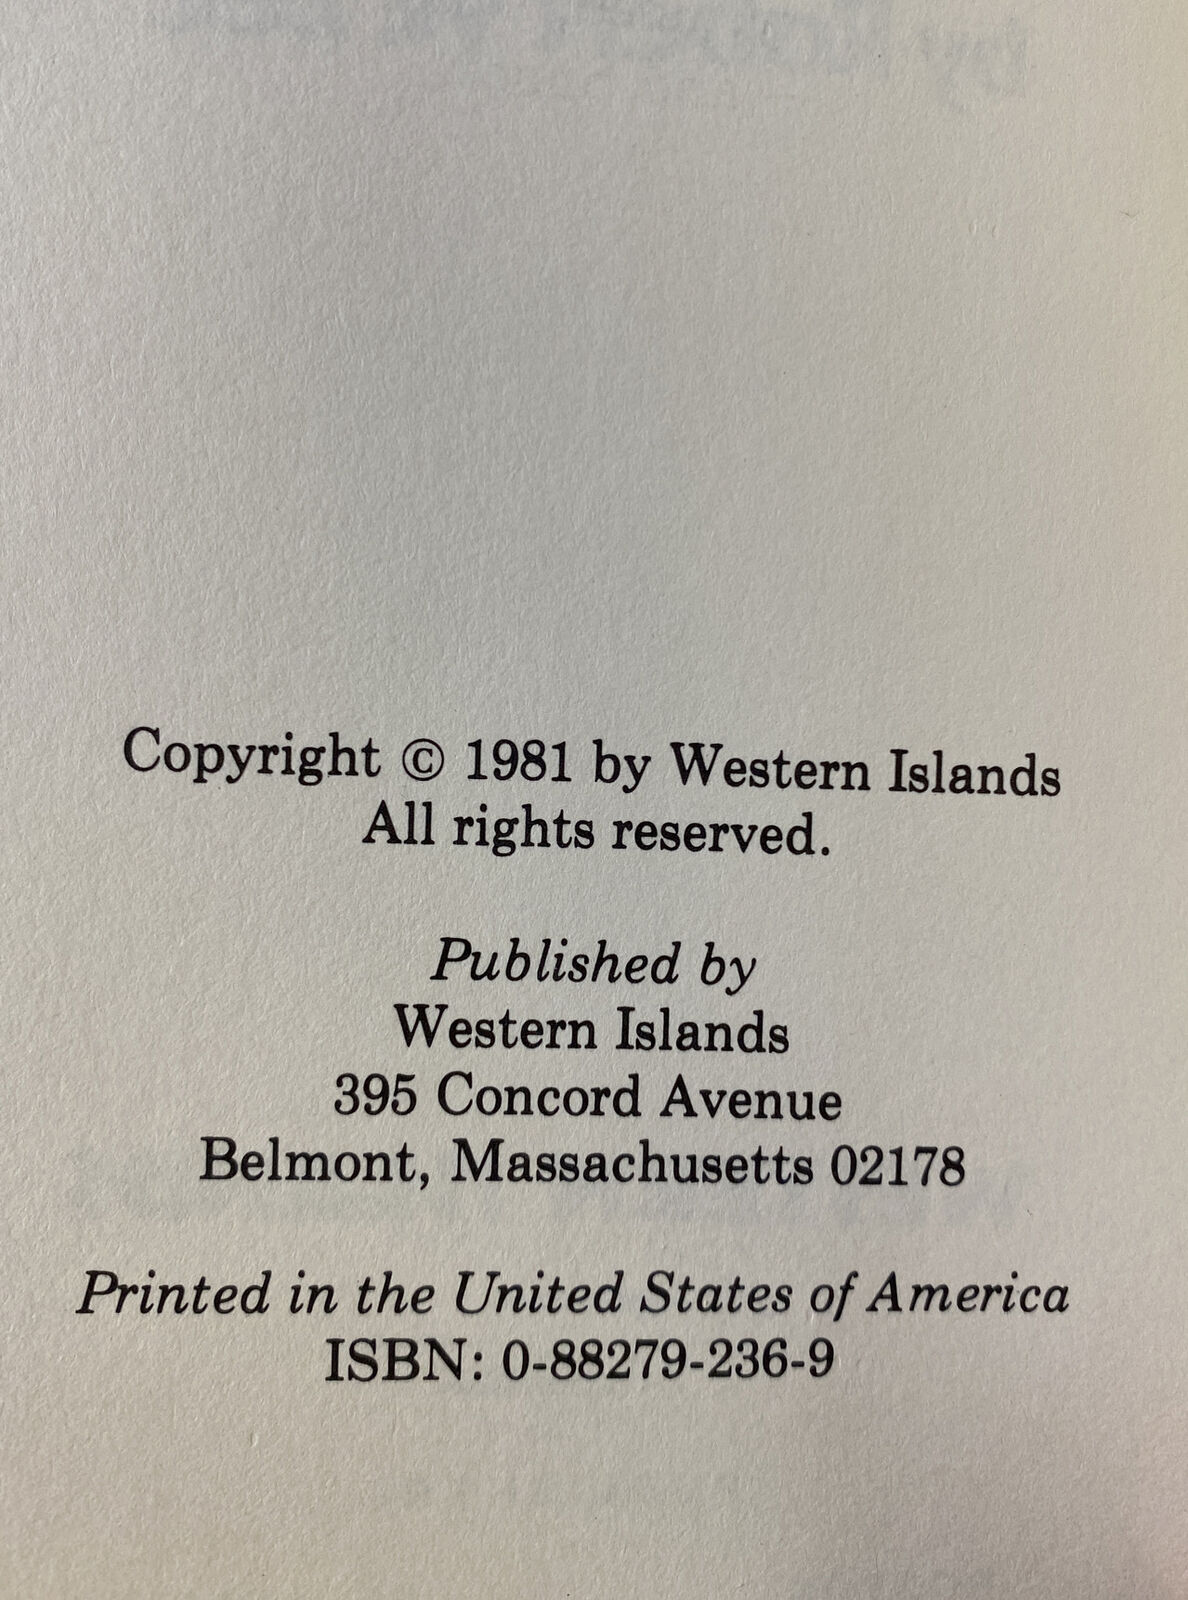 Copyright © 1981 by Western Islands
All rights reserved.
Published by
Western Islands
395 Concord Avenue
Belmont, Massachusetts 02178
Printed in the United States of America
ISBN: 0-88279-236-9